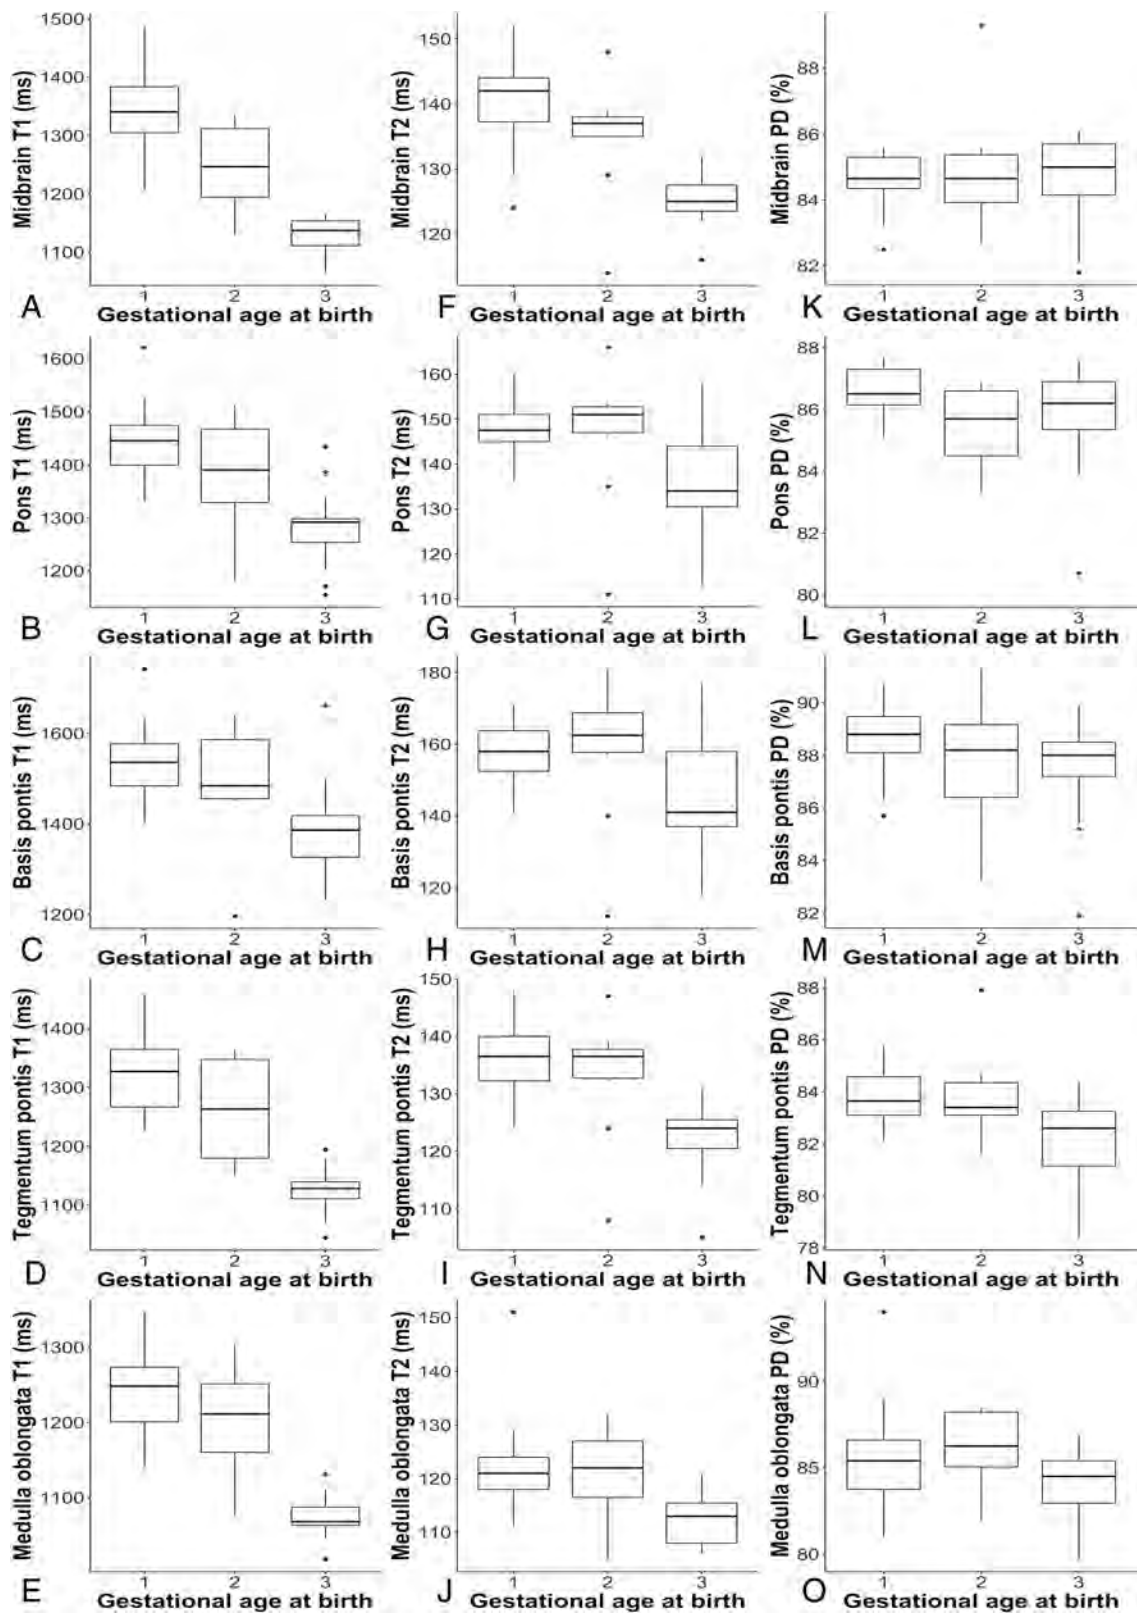 Midbrain T1 (ms)
1500
1400
1300
1200
1100
1 2 3
A Gestational age at birth
Midbrain T2 (ms)
150
140
130
120
1 2 3
F Gestational age at birth
Midbrain PD (%)
88
86
84
82
1 2 3
K Gestational age at birth
Pons T1 (ms)
1600
1500
1400
1300
1200
1 2 3
B Gestational age at birth
Pons T2 (ms)
160
150
140
130
120
110
1 2 3
G Gestational age at birth
Pons PD (%)
88
86
84
82
80
1 2 3
L Gestational age at birth
Basis pontis T1 (ms)
1600
1400
1200
1 2 3
C Gestational age at birth
Basis pontis T2 (ms)
180
160
140
120
1 2 3
H Gestational age at birth
Basis pontis PD (%)
90
88
86
84
82
1 2 3
M Gestational age at birth
Tegmentum pontis T1 (ms)
1400
1300
1200
1100
1 2 3
D Gestational age at birth
Tegmentum pontis T2 (ms)
150
140
130
120
110
1 2 3
I Gestational age at birth
Tegmentum pontis PD (%)
88
86
84
82
80
78
1 2 3
N Gestational age at birth
Medulla oblongata T1 (ms)
1300
1200
1100
1 2 3
E Gestational age at birth
Medulla oblongata T2 (ms)
150
140
130
120
110
1 2 3
J Gestational age at birth
Medulla oblongata PD (%)
90
85
80
1 2 3
O Gestational age at birth